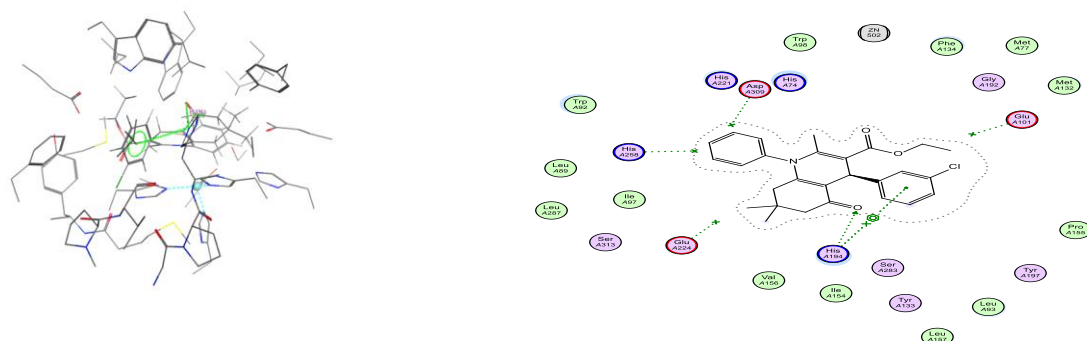 ZN
502
Trp
A98
Phe
A134
Met
A77
His
A221
Asp
A309
His
A74
Gly
A192
Met
A132
Trp
A92
Glu
A101
His
A258
O
O
Cl
N
O
Leu
A89
Ile
A97
Leu
A287
Ser
A313
Glu
A224
His
A194
Pro
A155
Ser
A283
Tyr
A197
Val
A156
Ile
A154
Tyr
A133
Leu
A93
Leu
A157